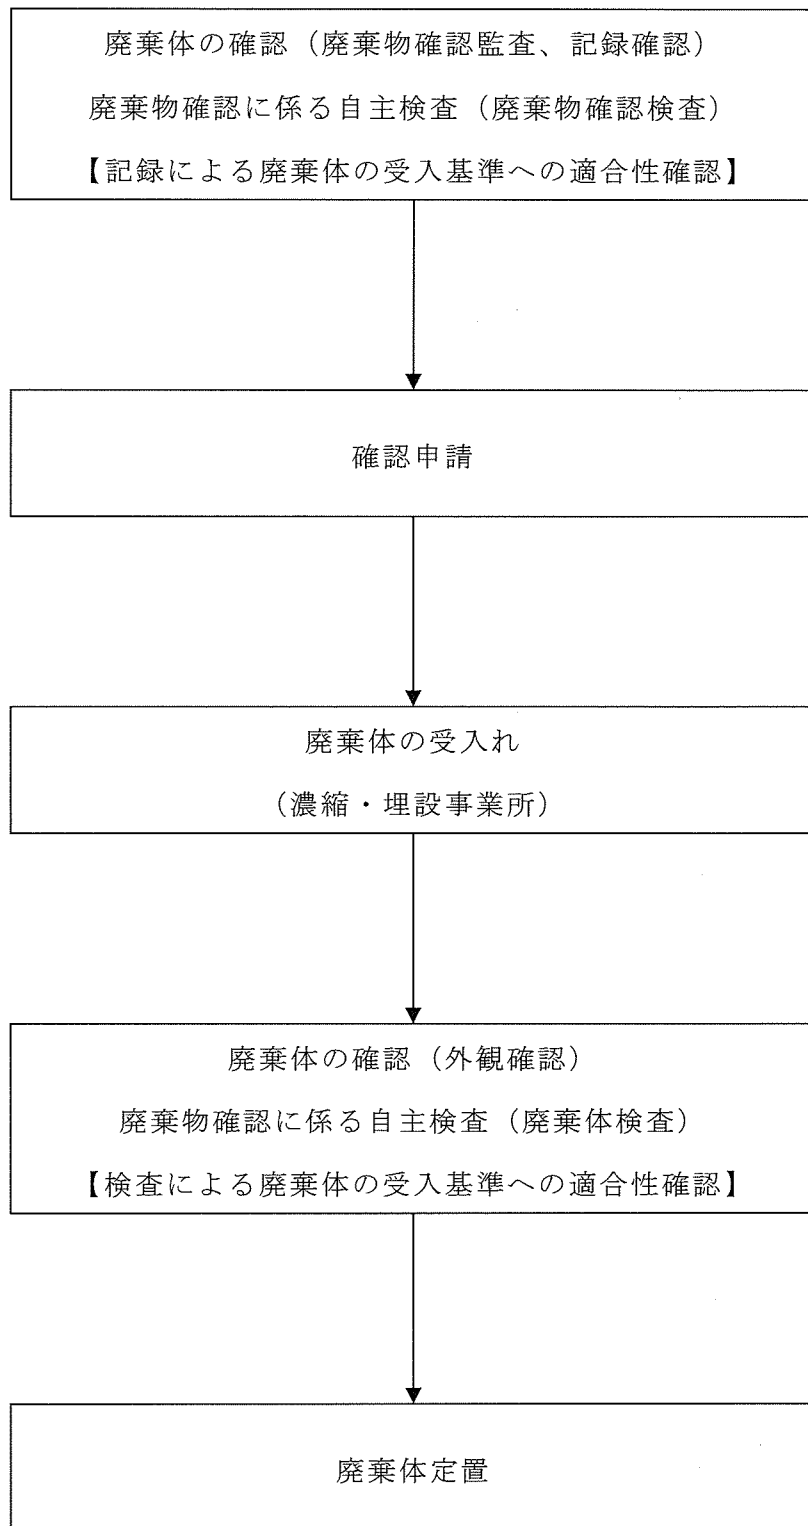 廃棄体の確認（廃棄物確認監査、記録確認）
廃棄物確認に係る自主検査（廃棄物確認検査）
【記録による廃棄体の受入基準への適合性確認】
確認申請
廃棄体の受入れ
（濃縮・埋設事業所）
廃棄体の確認（外観確認）
廃棄物確認に係る自主検査（廃棄体検査）
【検査による廃棄体の受入基準への適合性確認】
廃棄体定置